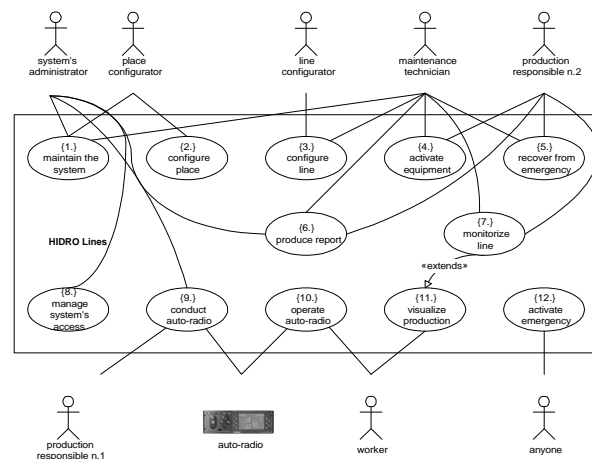 system's
administrator
place
configurator
line
configurator
maintenance
technician
production
responsible n.2
{1.}
maintain the
system
{2.}
configure
place
{3.}
configure
line
{4.}
activate
equipment
{5.}
recover from
emergency
{6.}
produce report
{7.}
monitorize
line
HIDRO Lines
«extends»
{8.}
manage
system's
access
{9.}
conduct
auto-radio
{10.}
operate
auto-radio
{11.}
visualize
production
{12.}
activate
emergency
production
responsible n.1
auto-radio
worker
anyone